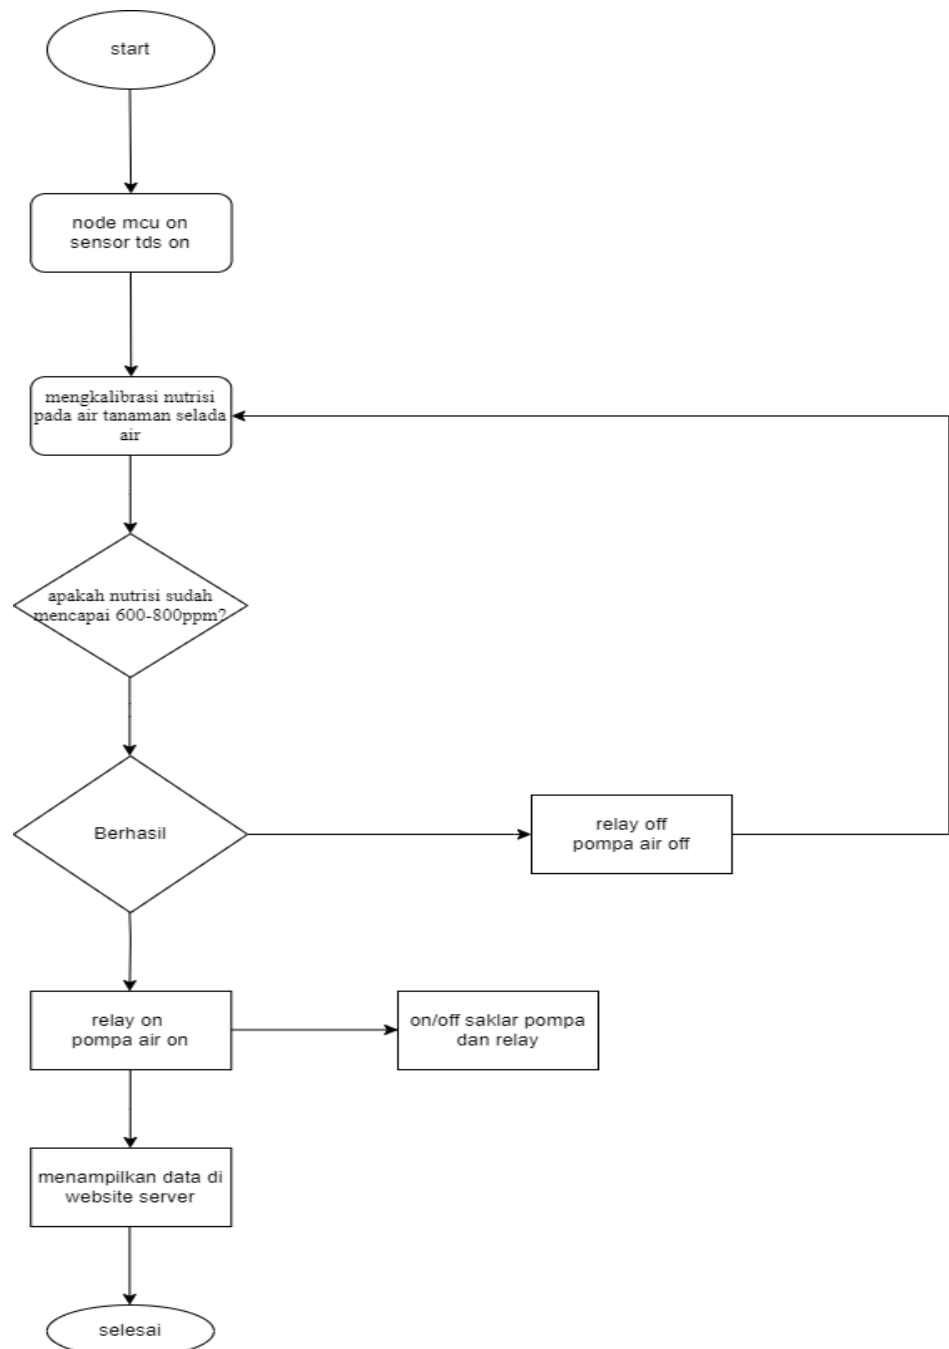 start
node mcu on
sensor tds on
mengkalibrasi nutrisi
pada air tanaman selada
air
apakah nutrisi sudah
mencapai 600-800ppm?
Berhasil
relay off
pompa air off
relay on
pompa air on
on/off saklar pompa
dan relay
menampilkan data di
website server
selesai